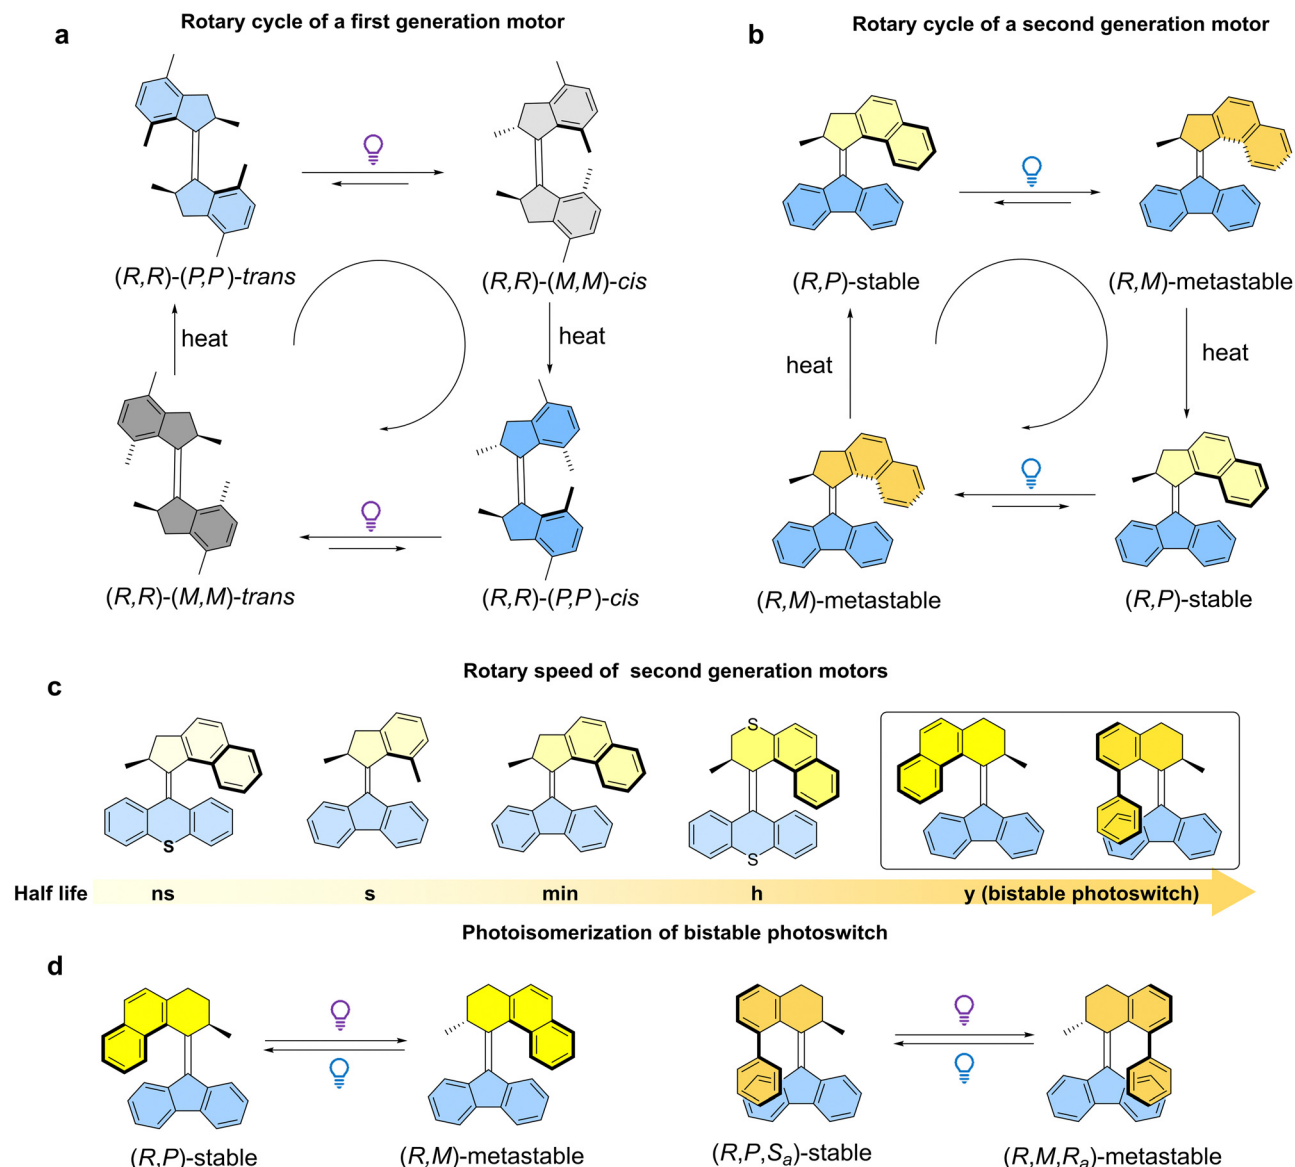 a
Rotary cycle of a first generation motor
(R,R)-(P,P)-trans
(R,R)-(M,M)-cis
heat
heat
(R,R)-(M,M)-trans
(R,R)-(P,P)-cis
b
Rotary cycle of a second generation motor
(R,P)-stable
(R,M)-metastable
heat
heat
(R,M)-metastable
(R,P)-stable
c
Rotary speed of second generation motors
S
S
S
Half life
ns
s
min
h
y (bistable photoswitch)
Photoisomerization of bistable photoswitch
d
(R,P)-stable
(R,M)-metastable
(R,P,Sa)-stable
(R,M,Ra)-metastable